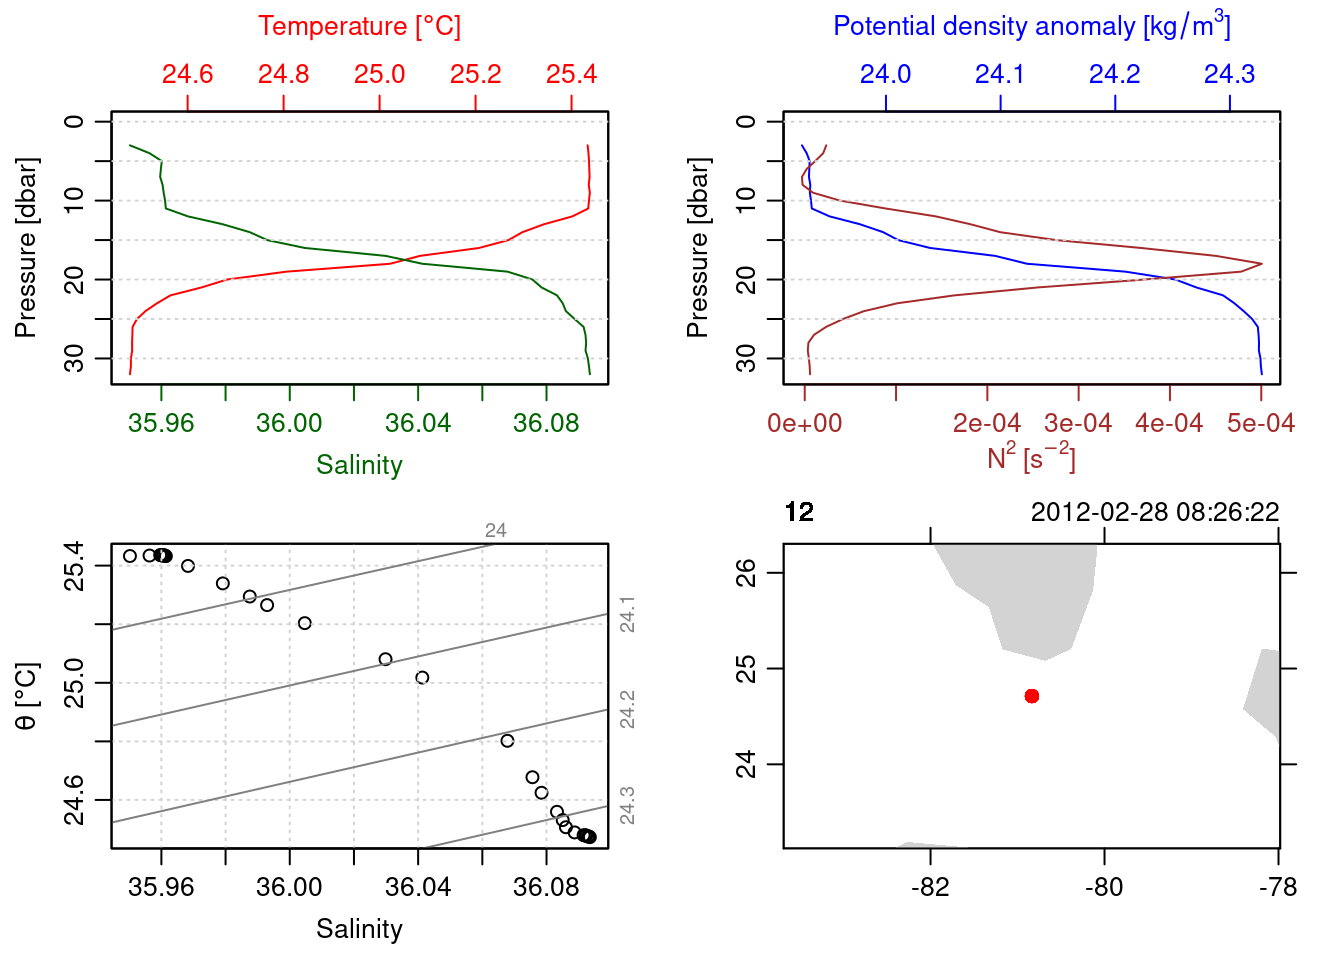 Temperature [°C]
24.6 24.8 25.0 25.2 25.4
0
10
20
30
Pressure [dbar]
35.96 36.00 36.04 36.08
Salinity
Potential density anomaly [kg/m³]
24.0 24.1 24.2 24.3
0
10
20
30
Pressure [dbar]
0e+00 2e-04 3e-04 4e-04 5e-04
N² [s⁻²]
24
24.1
24.2
24.3
25.4
25.0
24.6
θ [°C]
35.96 36.00 36.04 36.08
Salinity
12 2012-02-28 08:26:22
26
25
24
-82 -80 -78